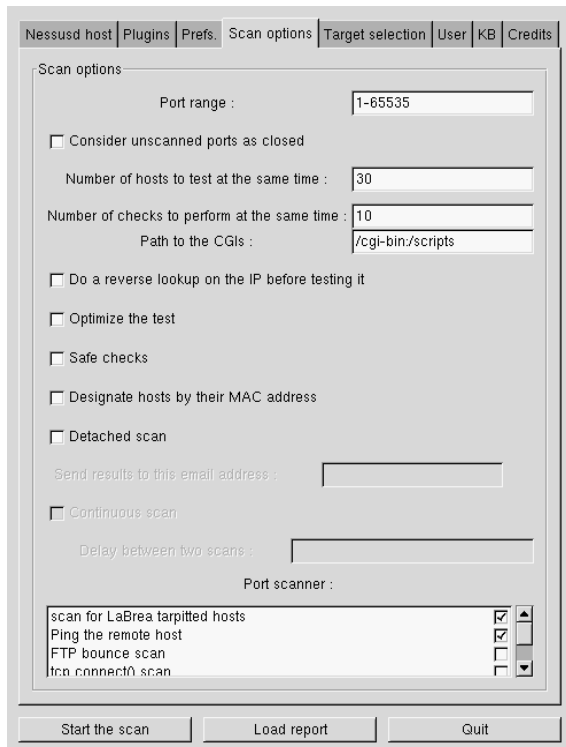 Nessusd host Plugins Prefs. Scan options Target selection User KB Credits
Scan options
Port range : 1-65535
Consider unscanned ports as closed
Number of hosts to test at the same time : 30
Number of checks to perform at the same time : 10
Path to the CGIs : /cgi-bin:/scripts
Do a reverse lookup on the IP before testing it
Optimize the test
Safe checks
Designate hosts by their MAC address
Detached scan
Send results to this email address :
Continuous scan
Delay between two scans :
Port scanner :
scan for LaBrea tarpitted hosts
Ping the remote host
FTP bounce scan
tcp connect() scan
Start the scan Load report Quit